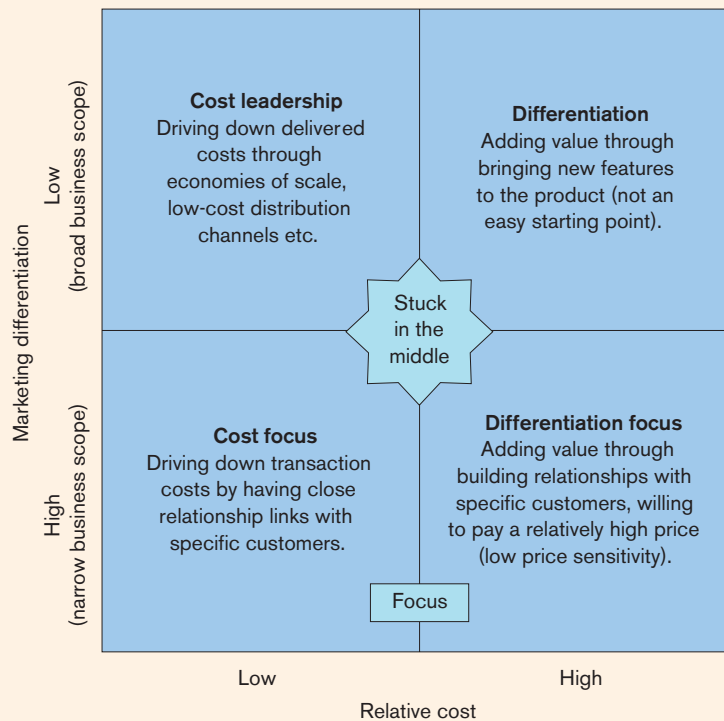 Marketing differentiation
Low
(broad business scope)
Cost leadership
Driving down delivered
costs through
economies of scale,
low-cost distribution
channels etc.
Differentiation
Adding value through
bringing new features
to the product (not an
easy starting point).
Stuck
in the
middle
High
(narrow business scope)
Cost focus
Driving down transaction
costs by having close
relationship links with
specific customers.
Differentiation focus
Adding value through
building relationships with
specific customers, willing
to pay a relatively high price
(low price sensitivity).
Focus
Low
High
Relative cost